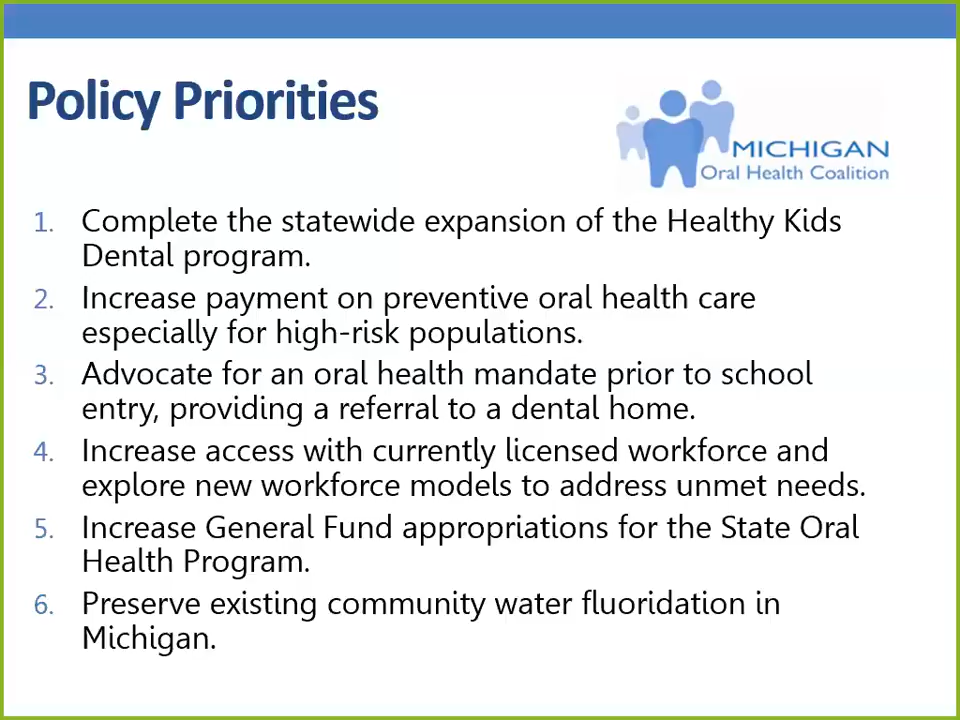 Policy Priorities
MICHIGAN
Oral Health Coalition
1. Complete the statewide expansion of the Healthy Kids
Dental program.
2. Increase payment on preventive oral health care
especially for high-risk populations.
3. Advocate for an oral health mandate prior to school
entry, providing a referral to a dental home.
4. Increase access with currently licensed workforce and
explore new workforce models to address unmet needs.
5. Increase General Fund appropriations for the State Oral
Health Program.
6. Preserve existing community water fluoridation in
Michigan.